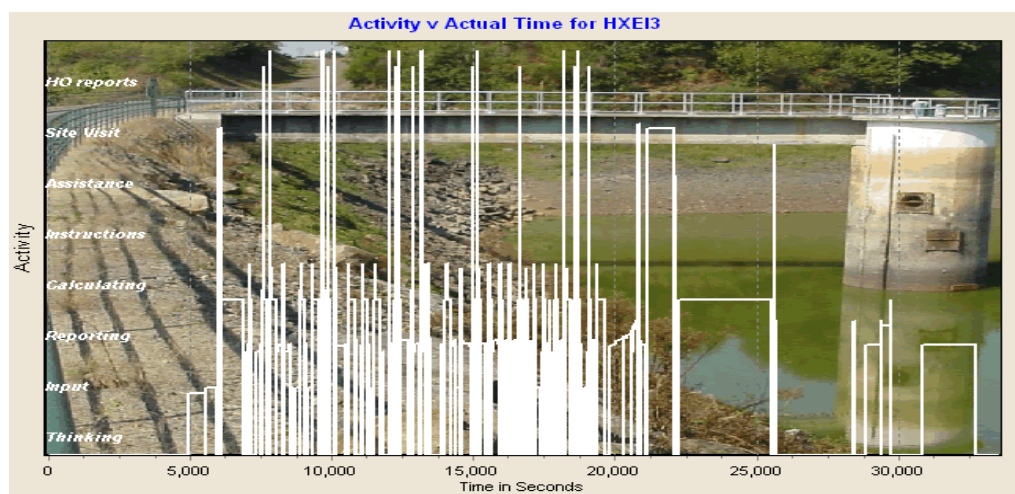 Activity v Actual Time for HXEI3
HQ reports
Site Visit
Assistance
Instructions
Calculating
Reporting
Input
Thinking
Activity
0 5,000 10,000 15,000 20,000 25,000 30,000
Time in Seconds